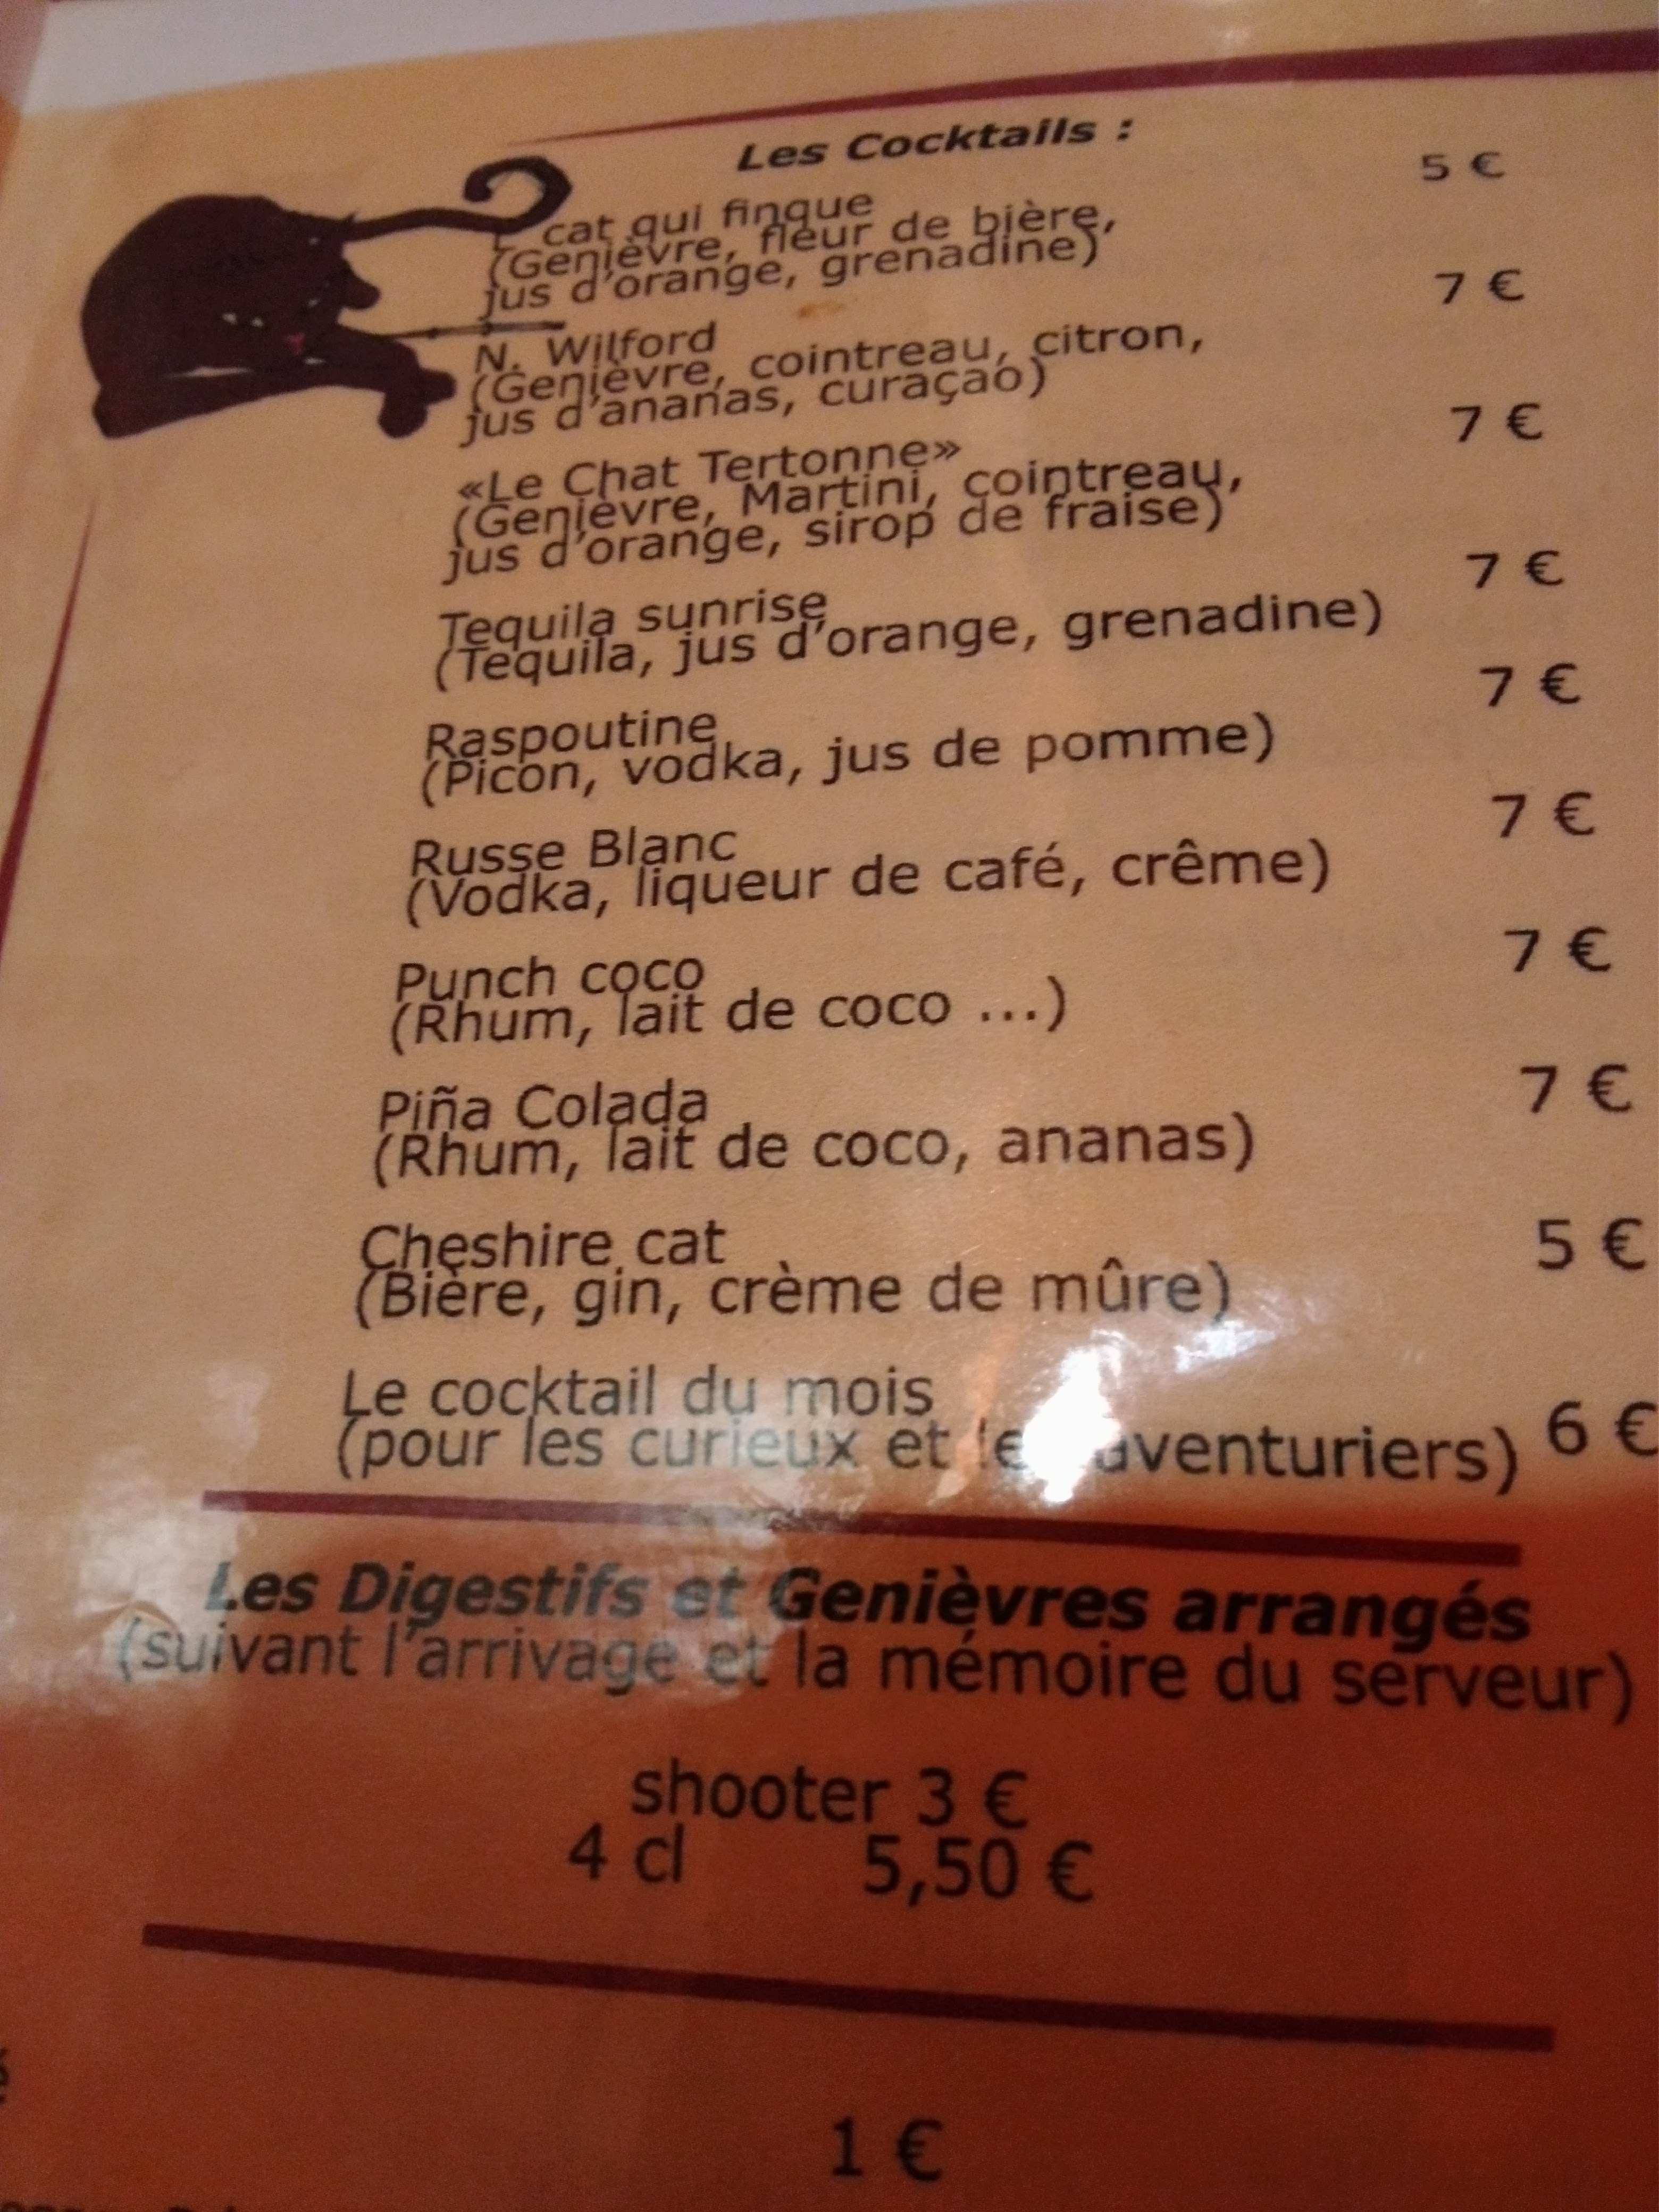 Les Cocktails :
cat qui finque 5 €
(Genièvre, fleur de bière,
jus d'orange, grenadine)
N. Wilford 7 €
(Genièvre, cointreau, citron,
jus d'ananas, curaçao)
«Le Chat Tertonne» 7 €
(Genièvre, Martini, cointreau,
jus d'orange, sirop de fraise)
Tequila sunrise 7 €
(Tequila, jus d'orange, grenadine)
Raspoutine 7 €
(Picon, vodka, jus de pomme)
Russe Blanc 7 €
(Vodka, liqueur de café, crême)
Punch coco 7 €
(Rhum, lait de coco ...)
Piña Colada 7 €
(Rhum, lait de coco, ananas)
Cheshire cat 5 €
(Bière, gin, crème de mûre)
Le cocktail du mois
(pour les curieux et les aventuriers) 6 €
Les Digestifs et Genièvres arrangés
(suivant l'arrivage et la mémoire du serveur)
shooter 3 €
4 cl 5,50 €
1 €